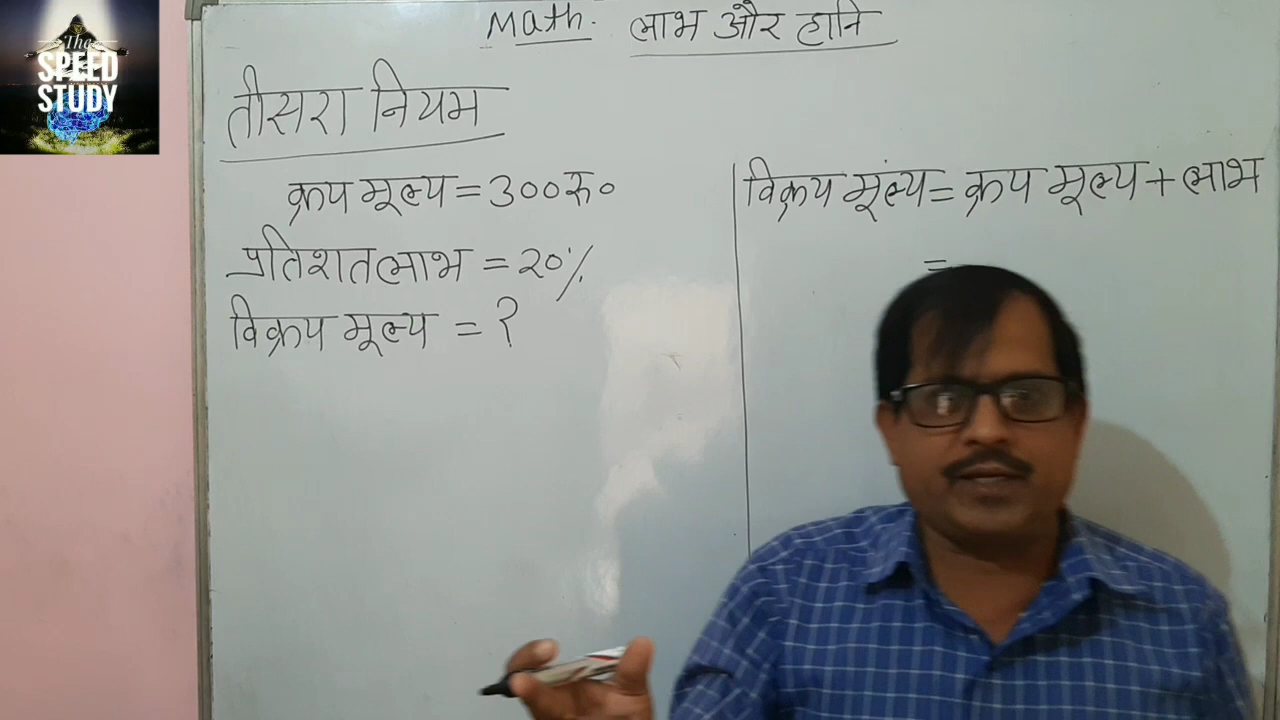 The
SPEED
STUDY
Math. लाभ और हानि
तीसरा नियम
क्रय मूल्य = 300रु०
प्रतिशत लाभ = 20%
विक्रय मूल्य = ?
विक्रय मूल्य = क्रय मूल्य + लाभ
=